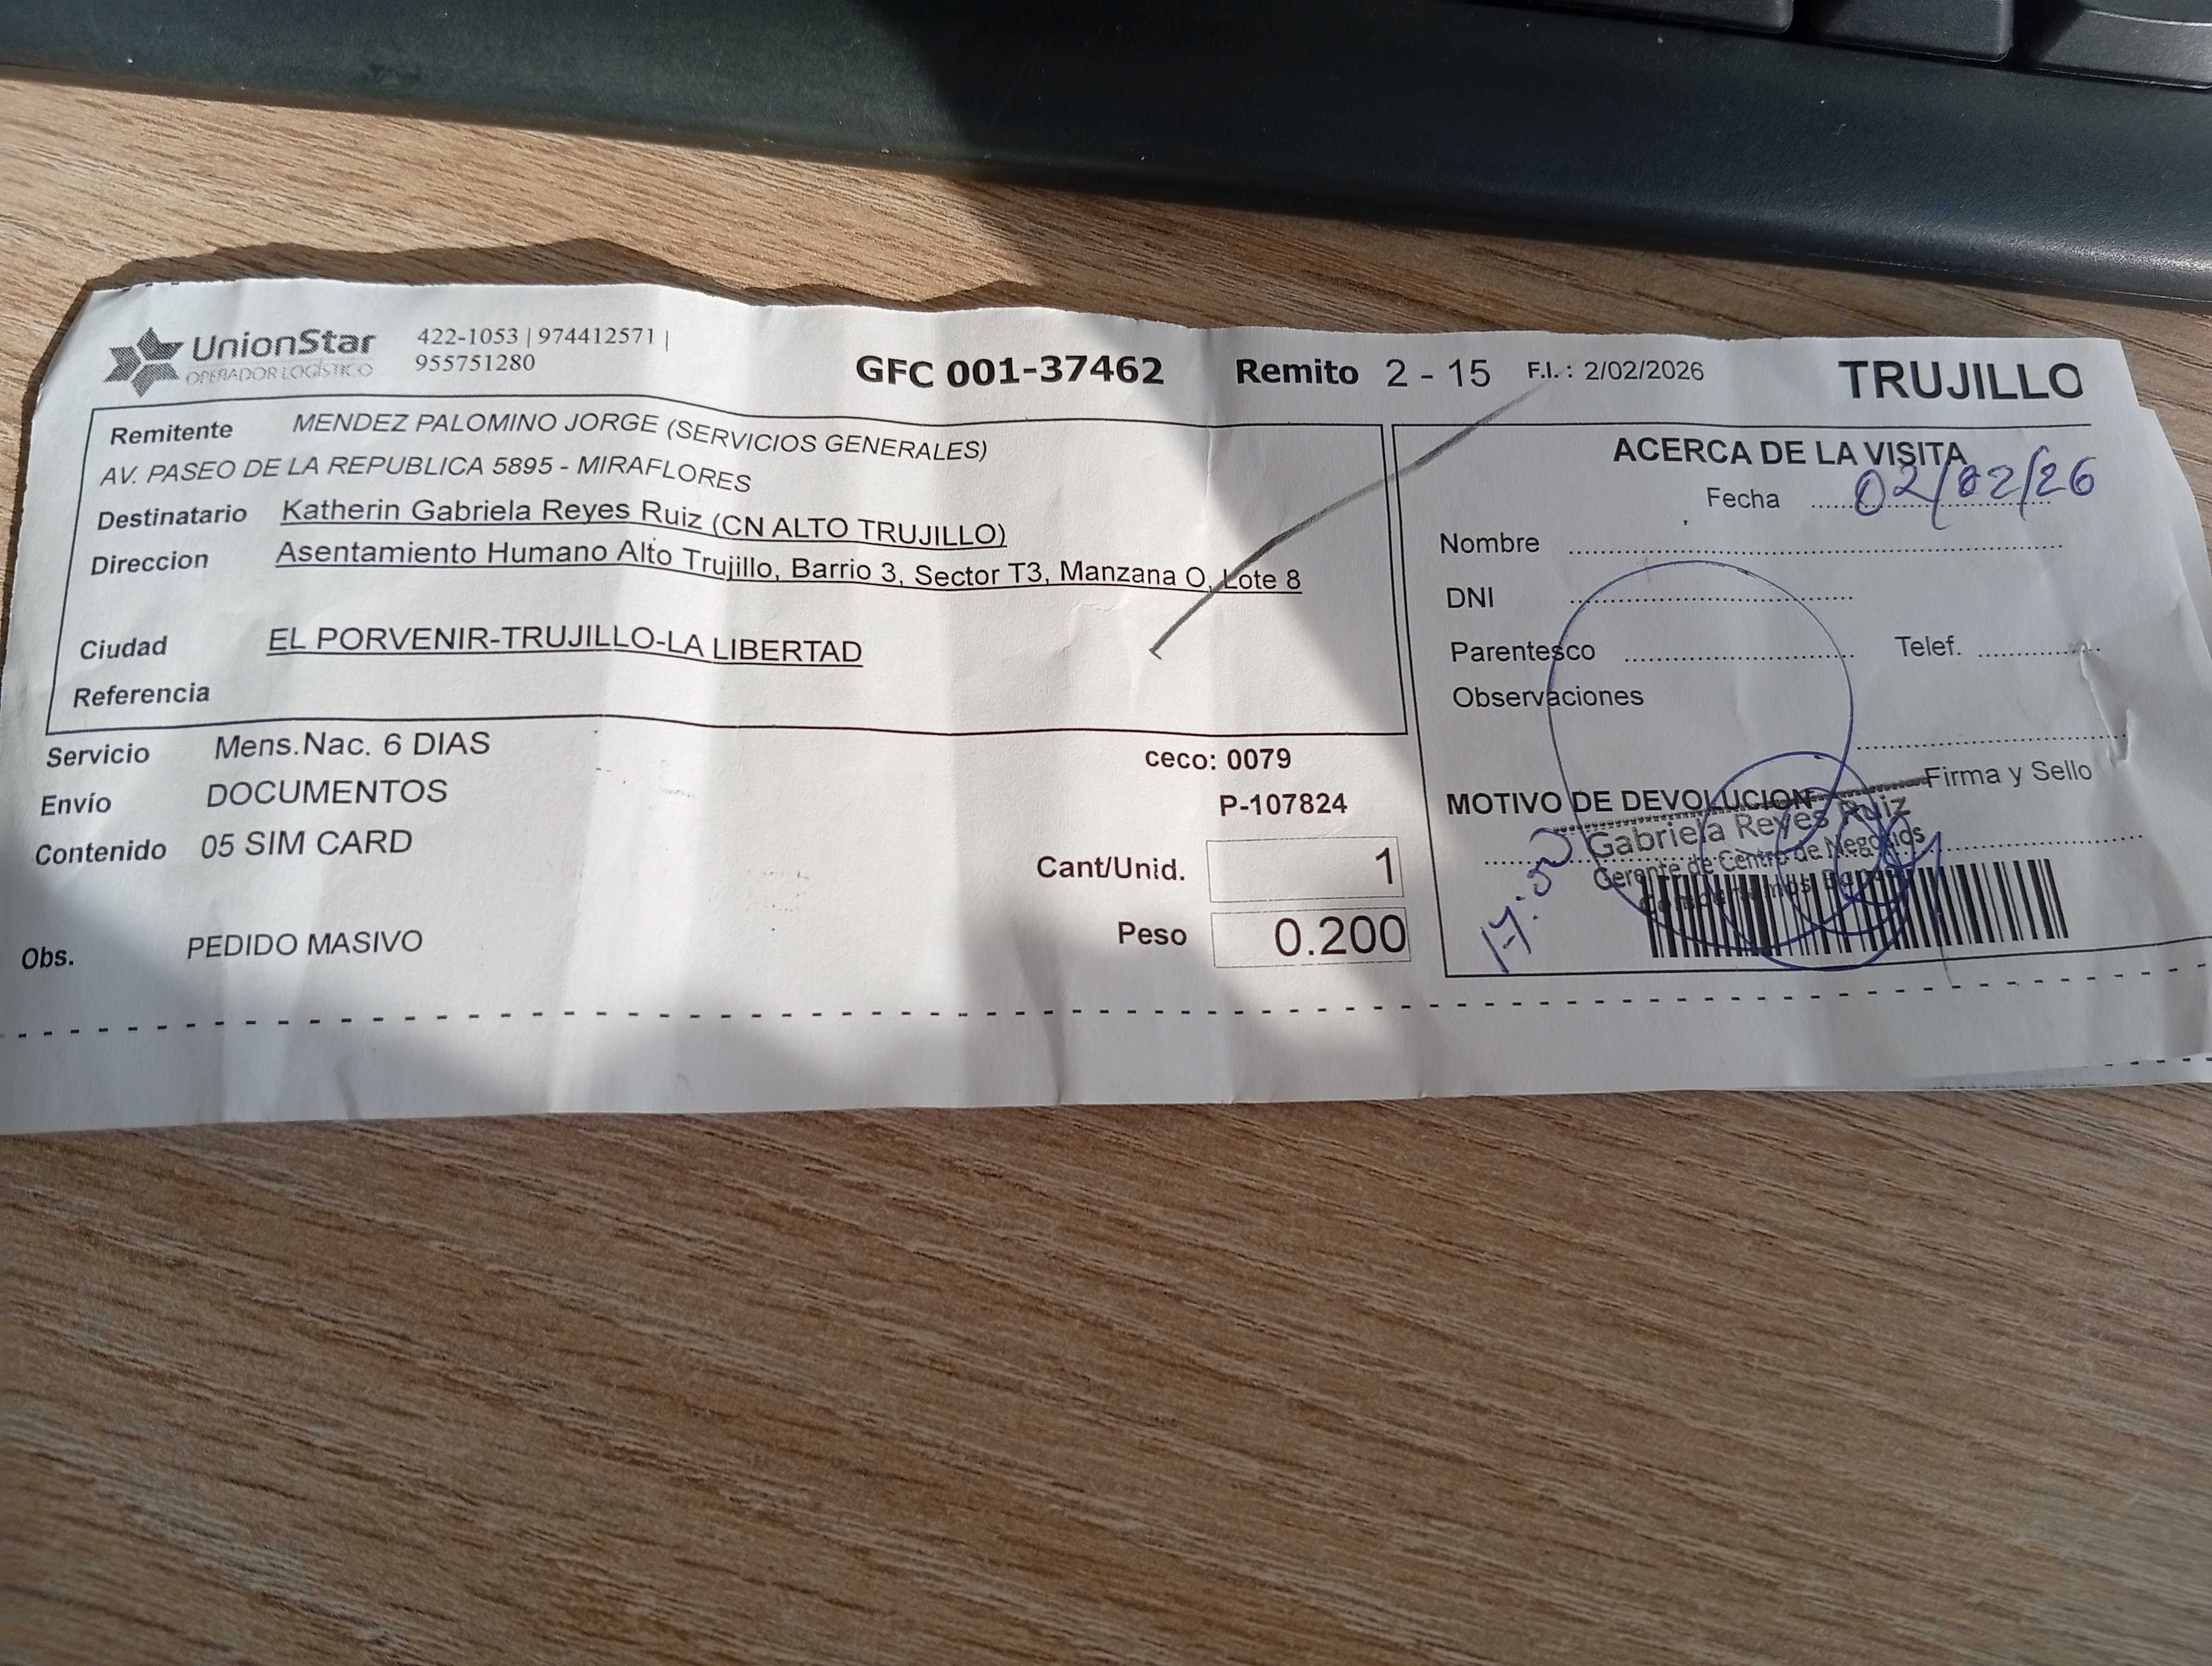 UnionStar
OPERADOR LOGÍSTICO
422-1053 | 974412571 |
955751280
GFC 001-37462 Remito 2 - 15 F.I. : 2/02/2026 TRUJILLO
Remitente MENDEZ PALOMINO JORGE (SERVICIOS GENERALES)
AV. PASEO DE LA REPUBLICA 5895 - MIRAFLORES
Destinatario Katherin Gabriela Reyes Ruiz (CN ALTO TRUJILLO)
Direccion Asentamiento Humano Alto Trujillo, Barrio 3, Sector T3, Manzana O, Lote 8
Ciudad EL PORVENIR-TRUJILLO-LA LIBERTAD
Referencia
Servicio Mens.Nac. 6 DIAS
Envío DOCUMENTOS
Contenido 05 SIM CARD
Obs. PEDIDO MASIVO
ceco: 0079
P-107824
Cant/Unid. 1
Peso 0.200
ACERCA DE LA VISITA
Fecha 02/02/26
Nombre
DNI
Parentesco Telef.
Observaciones
Firma y Sello
MOTIVO DE DEVOLUCION
Gabriela Reyes Ruiz
Gerente de Centro de Negocios